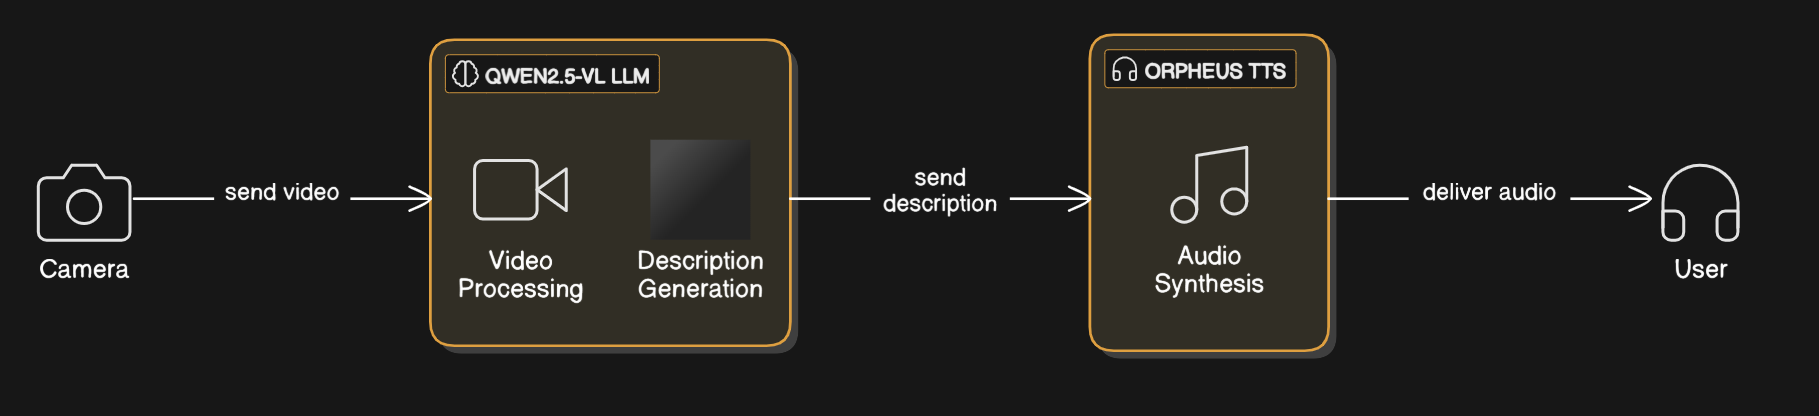 QWEN2.5-VL LLM
ORPHEUS TTS
send video
send
description
deliver audio
Camera
Video
Processing
Description
Generation
Audio
Synthesis
User